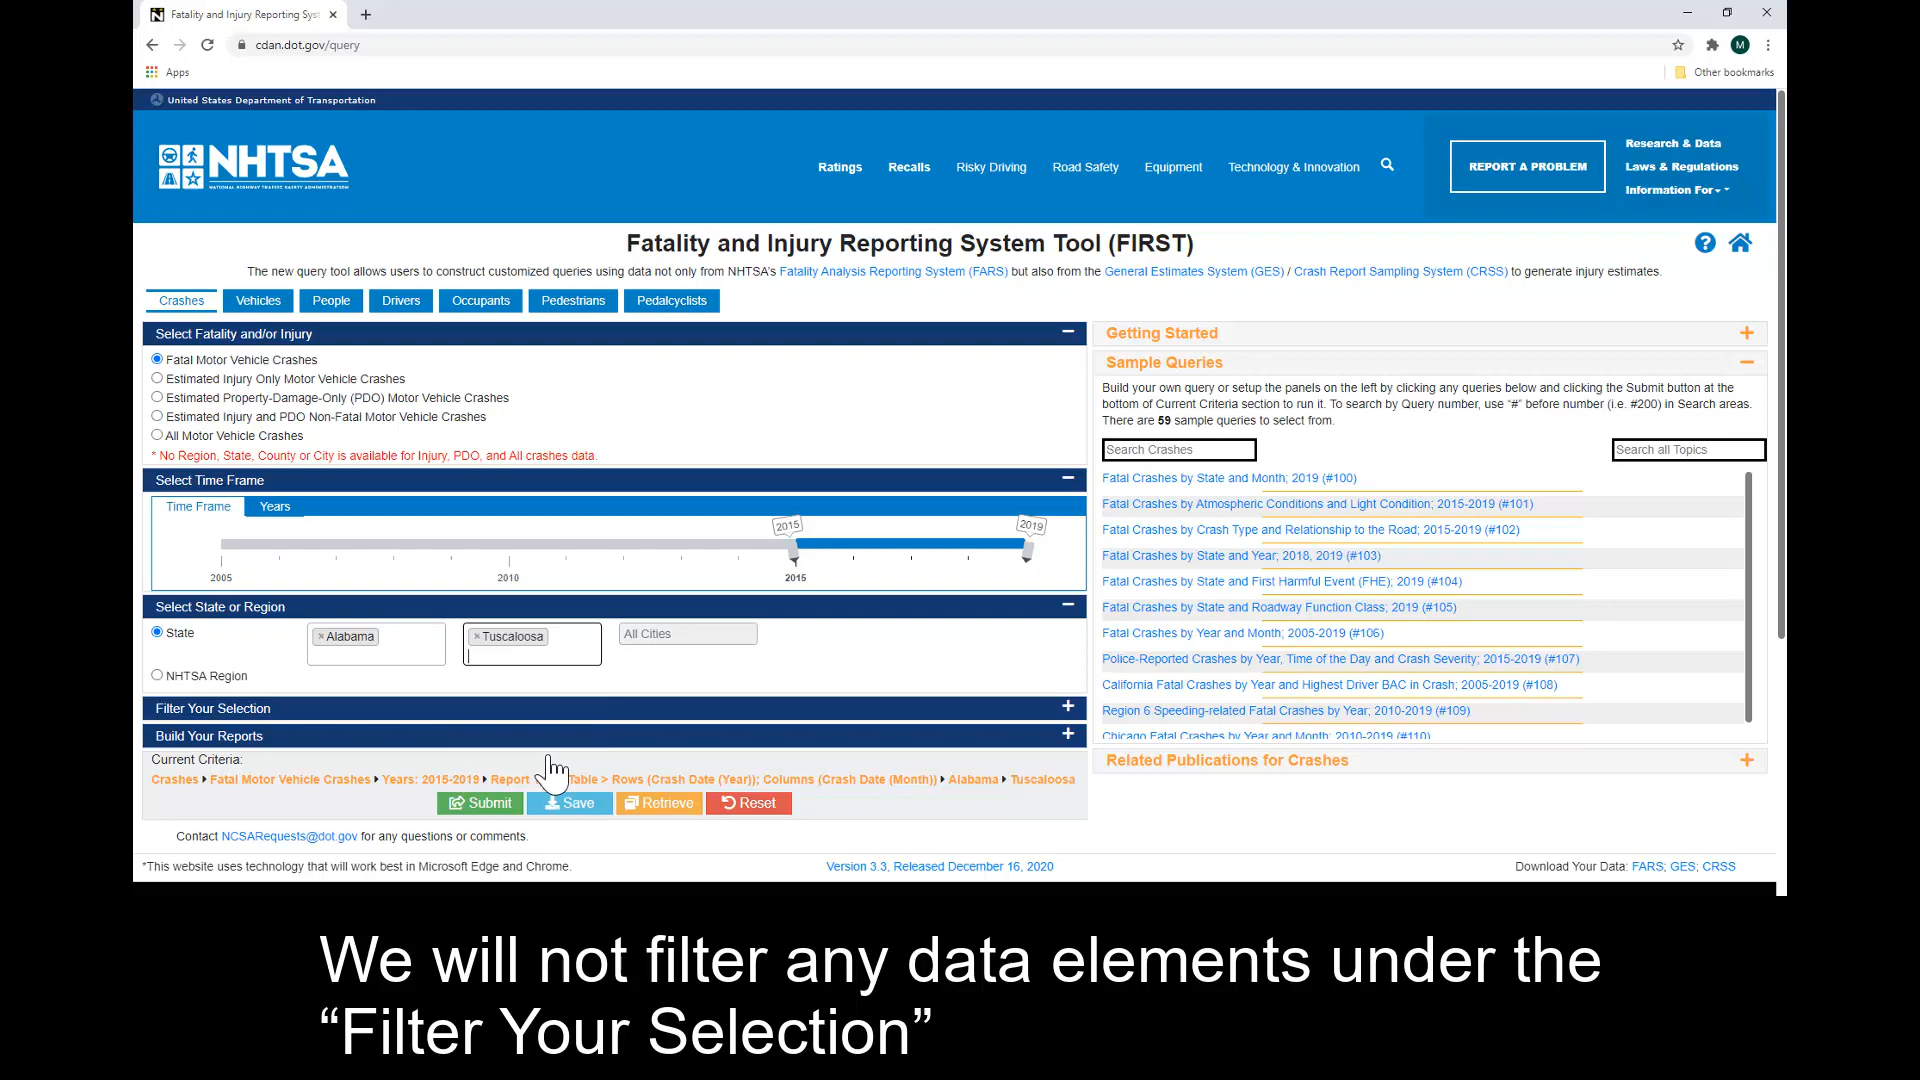 Fatality and Injury Reporting Syst
cdan.dot.gov/query
M
Apps
Other bookmarks
United States Department of Transportation
NHTSA
NATIONAL HIGHWAY TRAFFIC SAFETY ADMINISTRATION
Ratings Recalls Risky Driving Road Safety Equipment Technology & Innovation
REPORT A PROBLEM
Research & Data
Laws & Regulations
Information For
Fatality and Injury Reporting System Tool (FIRST)
The new query tool allows users to construct customized queries using data not only from NHTSA's Fatality Analysis Reporting System (FARS) but also from the General Estimates System (GES) / Crash Report Sampling System (CRSS) to generate injury estimates.
Crashes Vehicles People Drivers Occupants Pedestrians Pedalcyclists
Select Fatality and/or Injury
Fatal Motor Vehicle Crashes
Estimated Injury Only Motor Vehicle Crashes
Estimated Property-Damage-Only (PDO) Motor Vehicle Crashes
Estimated Injury and PDO Non-Fatal Motor Vehicle Crashes
All Motor Vehicle Crashes
* No Region, State, County or City is available for Injury, PDO, and All crashes data.
Select Time Frame
Time Frame Years
2015 2019
2005 2010 2015
Select State or Region
State ×Alabama ×Tuscaloosa All Cities
NHTSA Region
Filter Your Selection
Build Your Reports
Current Criteria:
Crashes Fatal Motor Vehicle Crashes Years: 2015-2019 Report Table > Rows (Crash Date (Year)); Columns (Crash Date (Month)) Alabama Tuscaloosa
Submit Save Retrieve Reset
Contact NCSARequests@dot.gov for any questions or comments.
Getting Started
Sample Queries
Build your own query or setup the panels on the left by clicking any queries below and clicking the Submit button at the
bottom of Current Criteria section to run it. To search by Query number, use "#" before number (i.e. #200) in Search areas.
There are 59 sample queries to select from.
Search Crashes Search all Topics
Fatal Crashes by State and Month; 2019 (#100)
Fatal Crashes by Atmospheric Conditions and Light Condition; 2015-2019 (#101)
Fatal Crashes by Crash Type and Relationship to the Road; 2015-2019 (#102)
Fatal Crashes by State and Year; 2018, 2019 (#103)
Fatal Crashes by State and First Harmful Event (FHE); 2019 (#104)
Fatal Crashes by State and Roadway Function Class; 2019 (#105)
Fatal Crashes by Year and Month; 2005-2019 (#106)
Police-Reported Crashes by Year, Time of the Day and Crash Severity; 2015-2019 (#107)
California Fatal Crashes by Year and Highest Driver BAC in Crash; 2005-2019 (#108)
Region 6 Speeding-related Fatal Crashes by Year; 2010-2019 (#109)
Chicago Fatal Crashes by Year and Month; 2010-2019 (#110)
Related Publications for Crashes
*This website uses technology that will work best in Microsoft Edge and Chrome.
Version 3.3, Released December 16, 2020
Download Your Data: FARS; GES; CRSS
We will not filter any data elements under the
“Filter Your Selection”